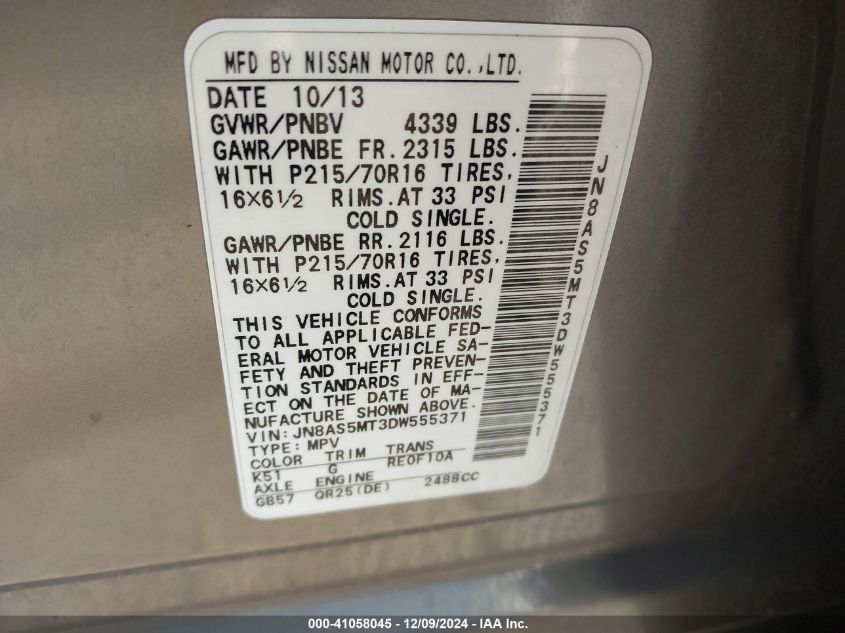 MFD BY NISSAN MOTOR CO.,LTD.
DATE 10/13
GVWR/PNBV 4339 LBS.
GAWR/PNBE FR. 2315 LBS.
WITH P215/70R16 TIRES,
16X6½ RIMS. AT 33 PSI
COLD SINGLE.
GAWR/PNBE RR. 2116 LBS.
WITH P215/70R16 TIRES,
16X6½ RIMS. AT 33 PSI
COLD SINGLE.
THIS VEHICLE CONFORMS
TO ALL APPLICABLE FED-
ERAL MOTOR VEHICLE SA-
FETY AND THEFT PREVEN-
TION STANDARDS IN EFF-
ECT ON THE DATE OF MA-
NUFACTURE SHOWN ABOVE.
VIN: JN8AS5MT3DW555371
TYPE: MPV
COLOR TRIM TRANS
K51 G RE0F10A
AXLE ENGINE
GB57 QR25(DE) 2488CC
JN8AS5MT3DW555371
000-41058045 - 12/09/2024 - IAA Inc.